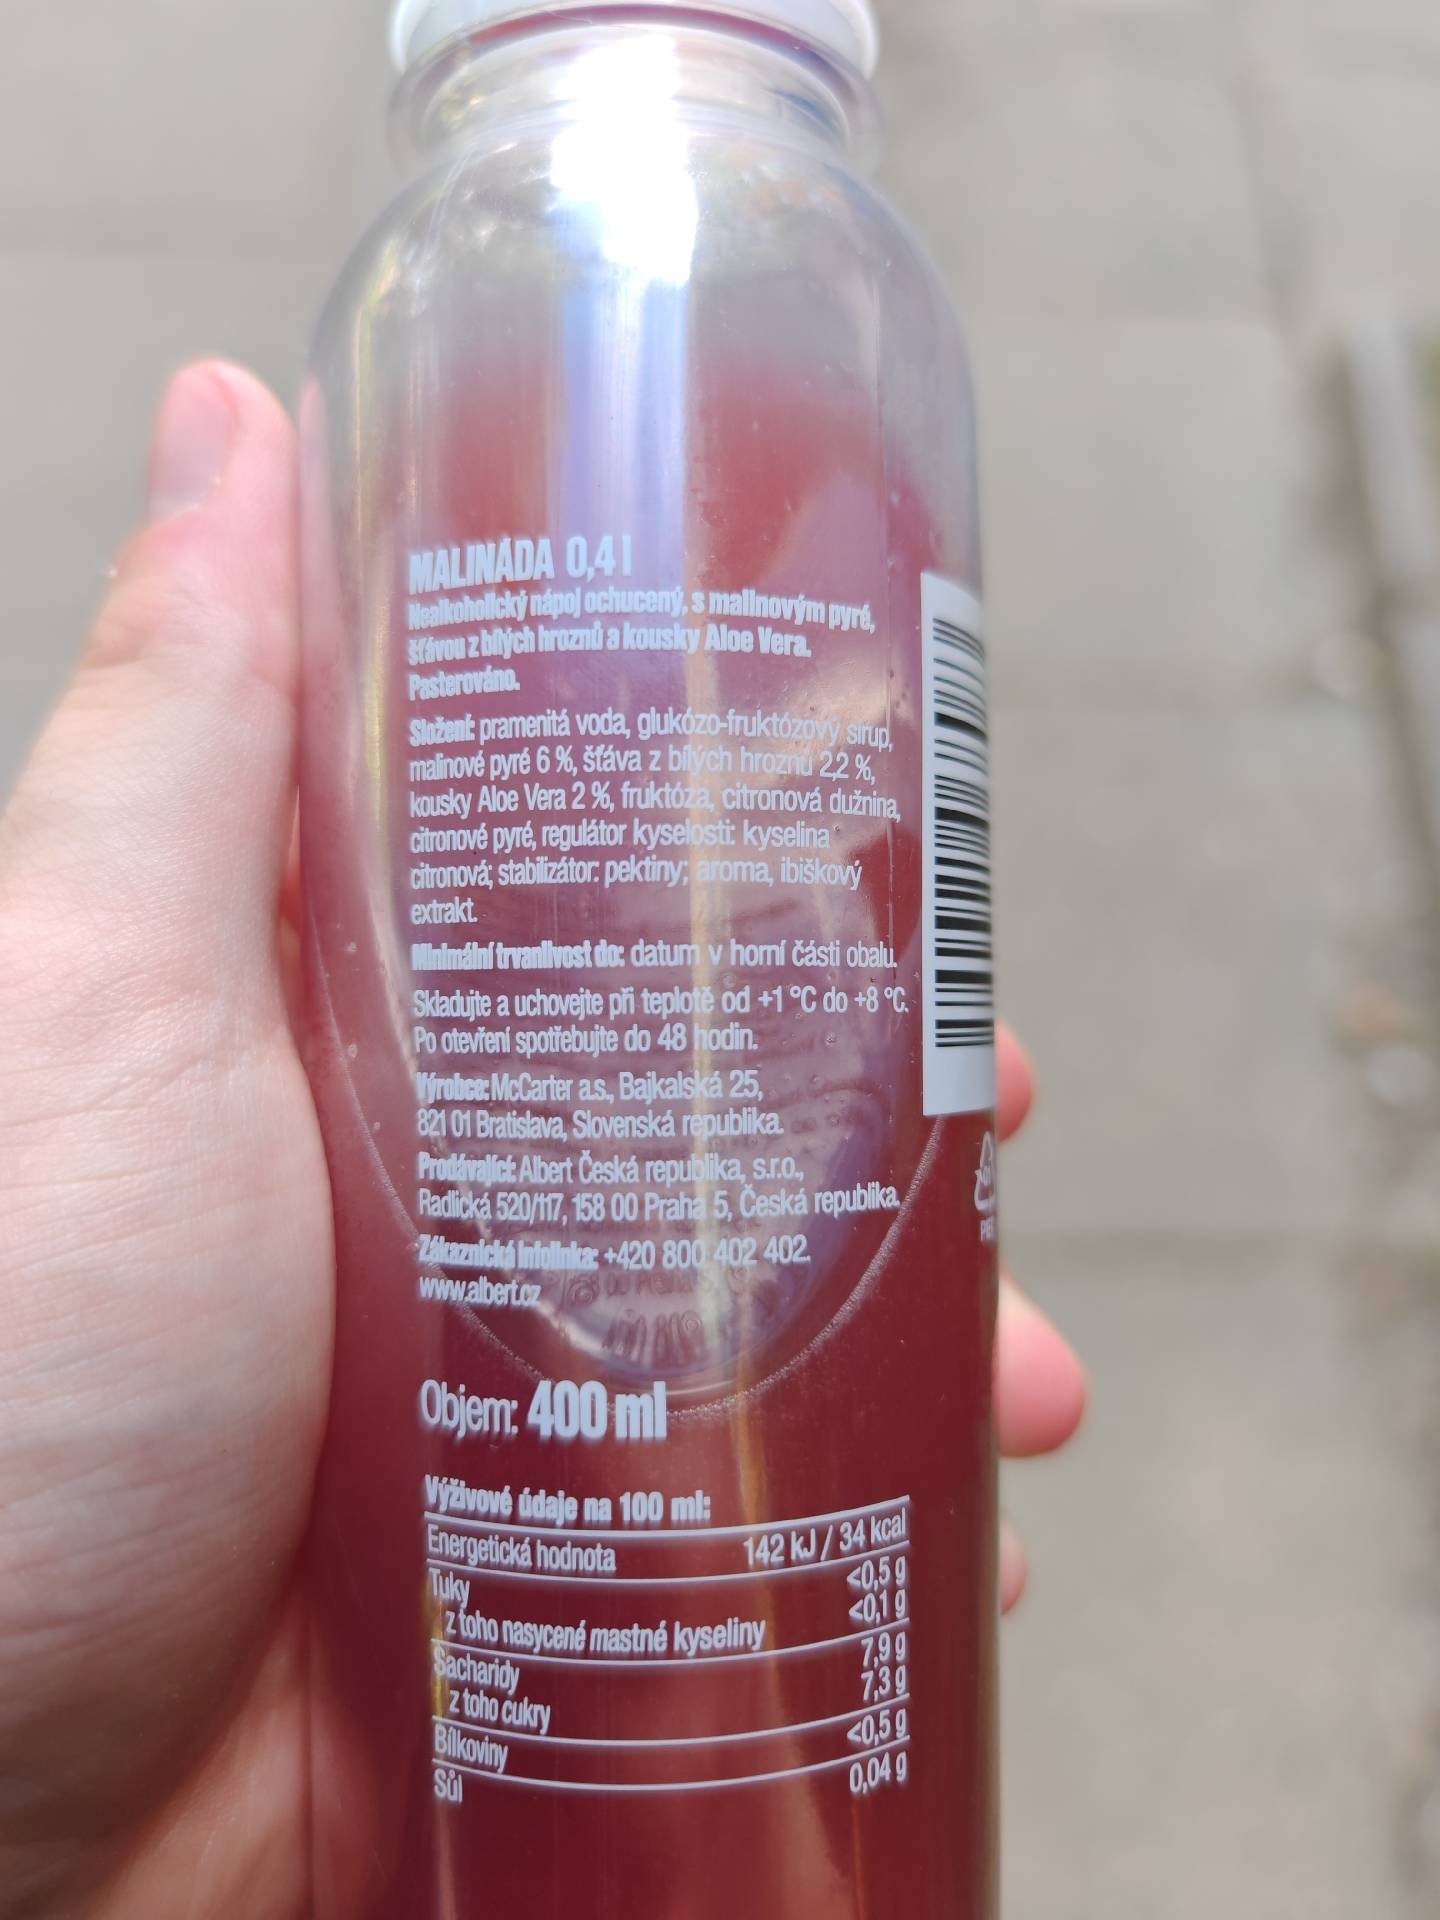 MALINÁDA 0,4 l
Nealkoholický nápoj ochucený, s malinovým pyré,
šťávou z bílých hroznů a kousky Aloe Vera.
Pasterováno.
Složení: pramenitá voda, glukózo-fruktózový sirup,
malinové pyré 6 %, šťáva z bílých hroznů 2,2 %,
kousky Aloe Vera 2 %, fruktóza, citronová dužnina,
citronové pyré, regulátor kyselosti: kyselina
citronová; stabilizátor: pektiny; aroma, ibiškový
extrakt.
Minimální trvanlivost do: datum v horní části obalu.
Skladujte a uchovejte při teplotě od +1 °C do +8 °C.
Po otevření spotřebujte do 48 hodin.
Výrobce: McCarter a.s., Bajkalská 25,
821 01 Bratislava, Slovenská republika.
Prodávající: Albert Česká republika, s.r.o.,
Radlická 520/117, 158 00 Praha 5, Česká republika.
Zákaznická infolinka: +420 800 402 402.
www.albert.cz
Objem: 400 ml
Výživové údaje na 100 ml:
Energetická hodnota 142 kJ / 34 kcal
Tuky <0,5 g
z toho nasycené mastné kyseliny <0,1 g
Sacharidy 7,9 g
z toho cukry 7,3 g
Bílkoviny <0,5 g
Sůl 0,04 g
PET